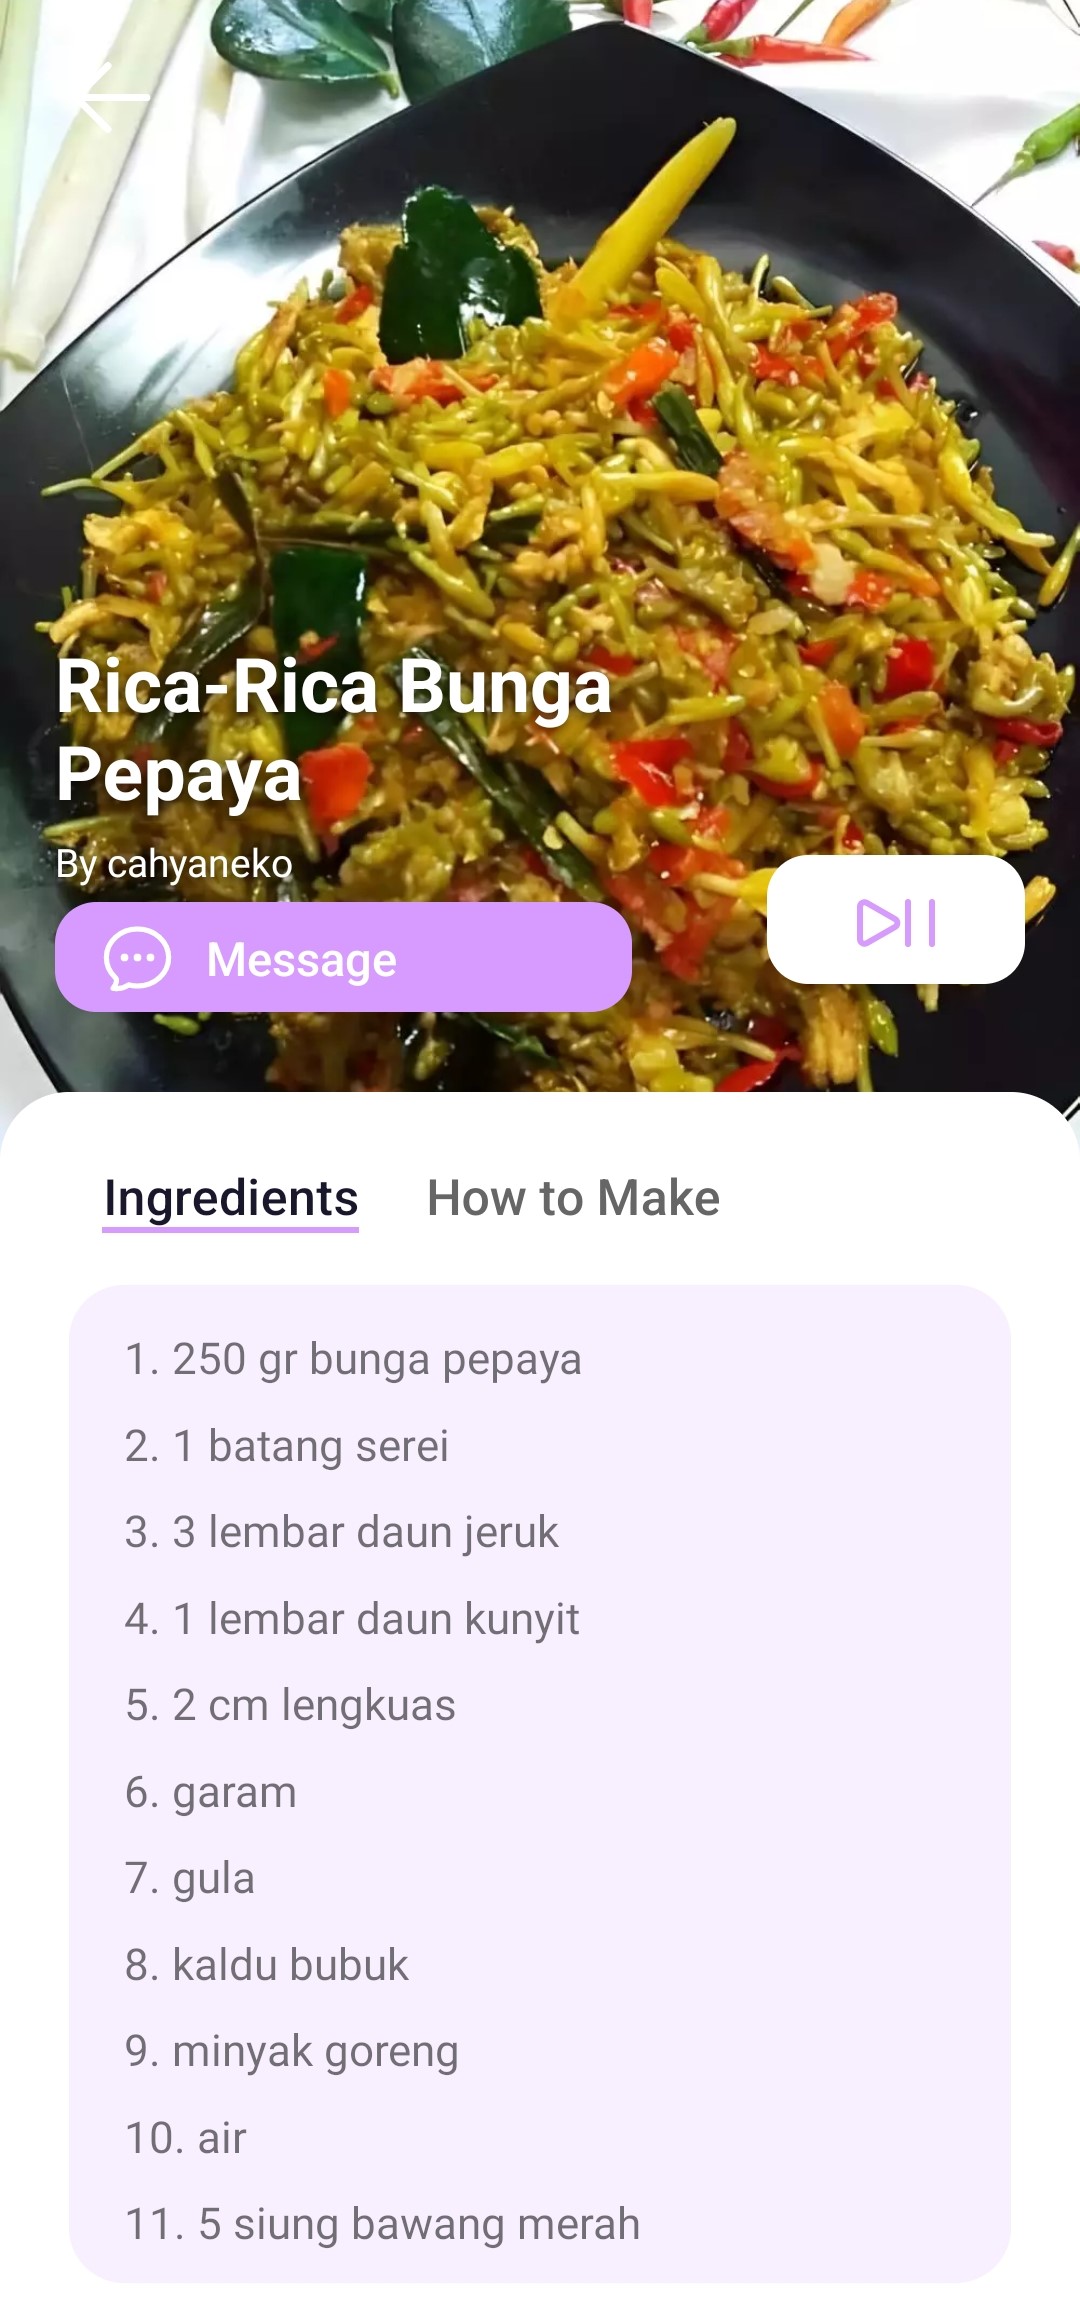 Rica-Rica Bunga
Pepaya
By cahyaneko
Message
Ingredients
How to Make
1. 250 gr bunga pepaya
2. 1 batang serei
3. 3 lembar daun jeruk
4. 1 lembar daun kunyit
5. 2 cm lengkuas
6. garam
7. gula
8. kaldu bubuk
9. minyak goreng
10. air
11. 5 siung bawang merah